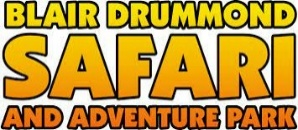 BLAIR DRUMMOND
SAFARI
AND ADVENTURE PARK